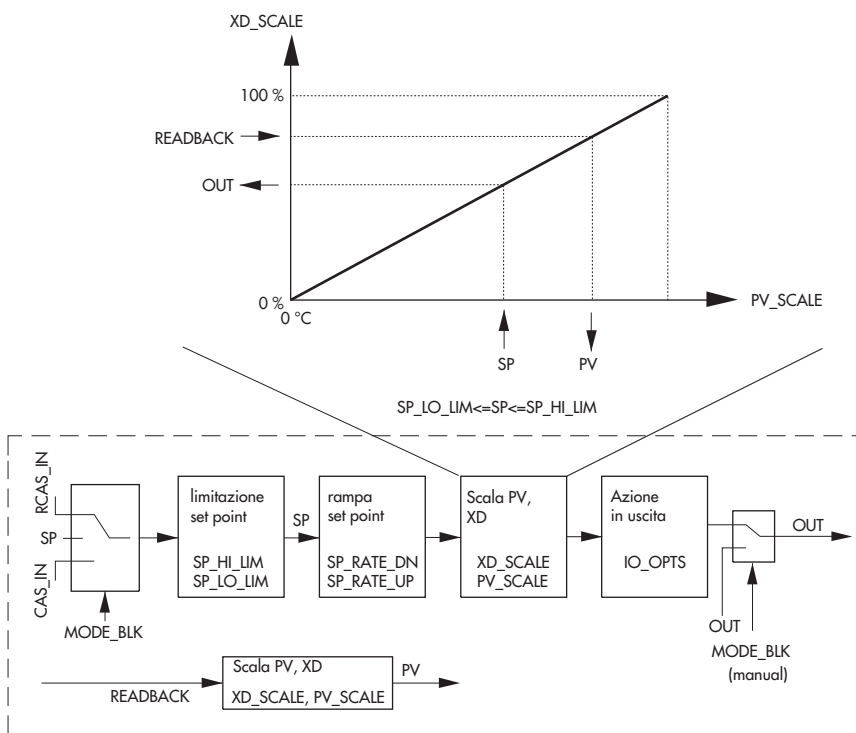 XD_SCALE
100 %
READBACK
OUT
0 %
0 °C
PV_SCALE
SP
PV
SP_LO_LIM<=SP<=SP_HI_LIM
RCAS_IN
SP
CAS_IN
MODE_BLK
limitazione
set point
SP_HI_LIM
SP_LO_LIM
SP
rampa
set point
SP_RATE_DN
SP_RATE_UP
Scala PV,
XD
XD_SCALE
PV_SCALE
Azione
in uscita
IO_OPTS
OUT
OUT
MODE_BLK
(manual)
READBACK
Scala PV, XD
XD_SCALE, PV_SCALE
PV